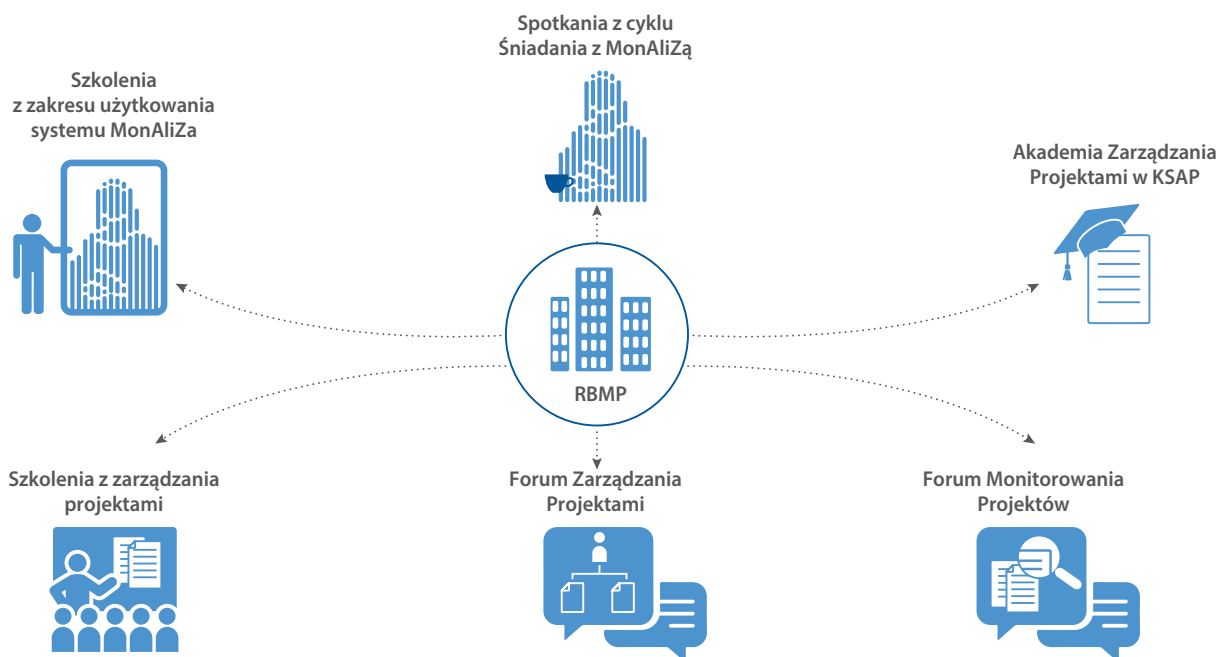 Spotkania z cyklu
Śniadania z MonAliZą
Szkolenia
z zakresu użytkowania
systemu MonAliZa
Akademia Zarządzania
Projektami w KSAP
RBMP
Szkolenia z zarządzania
projektami
Forum Zarządzania
Projektami
Forum Monitorowania
Projektów